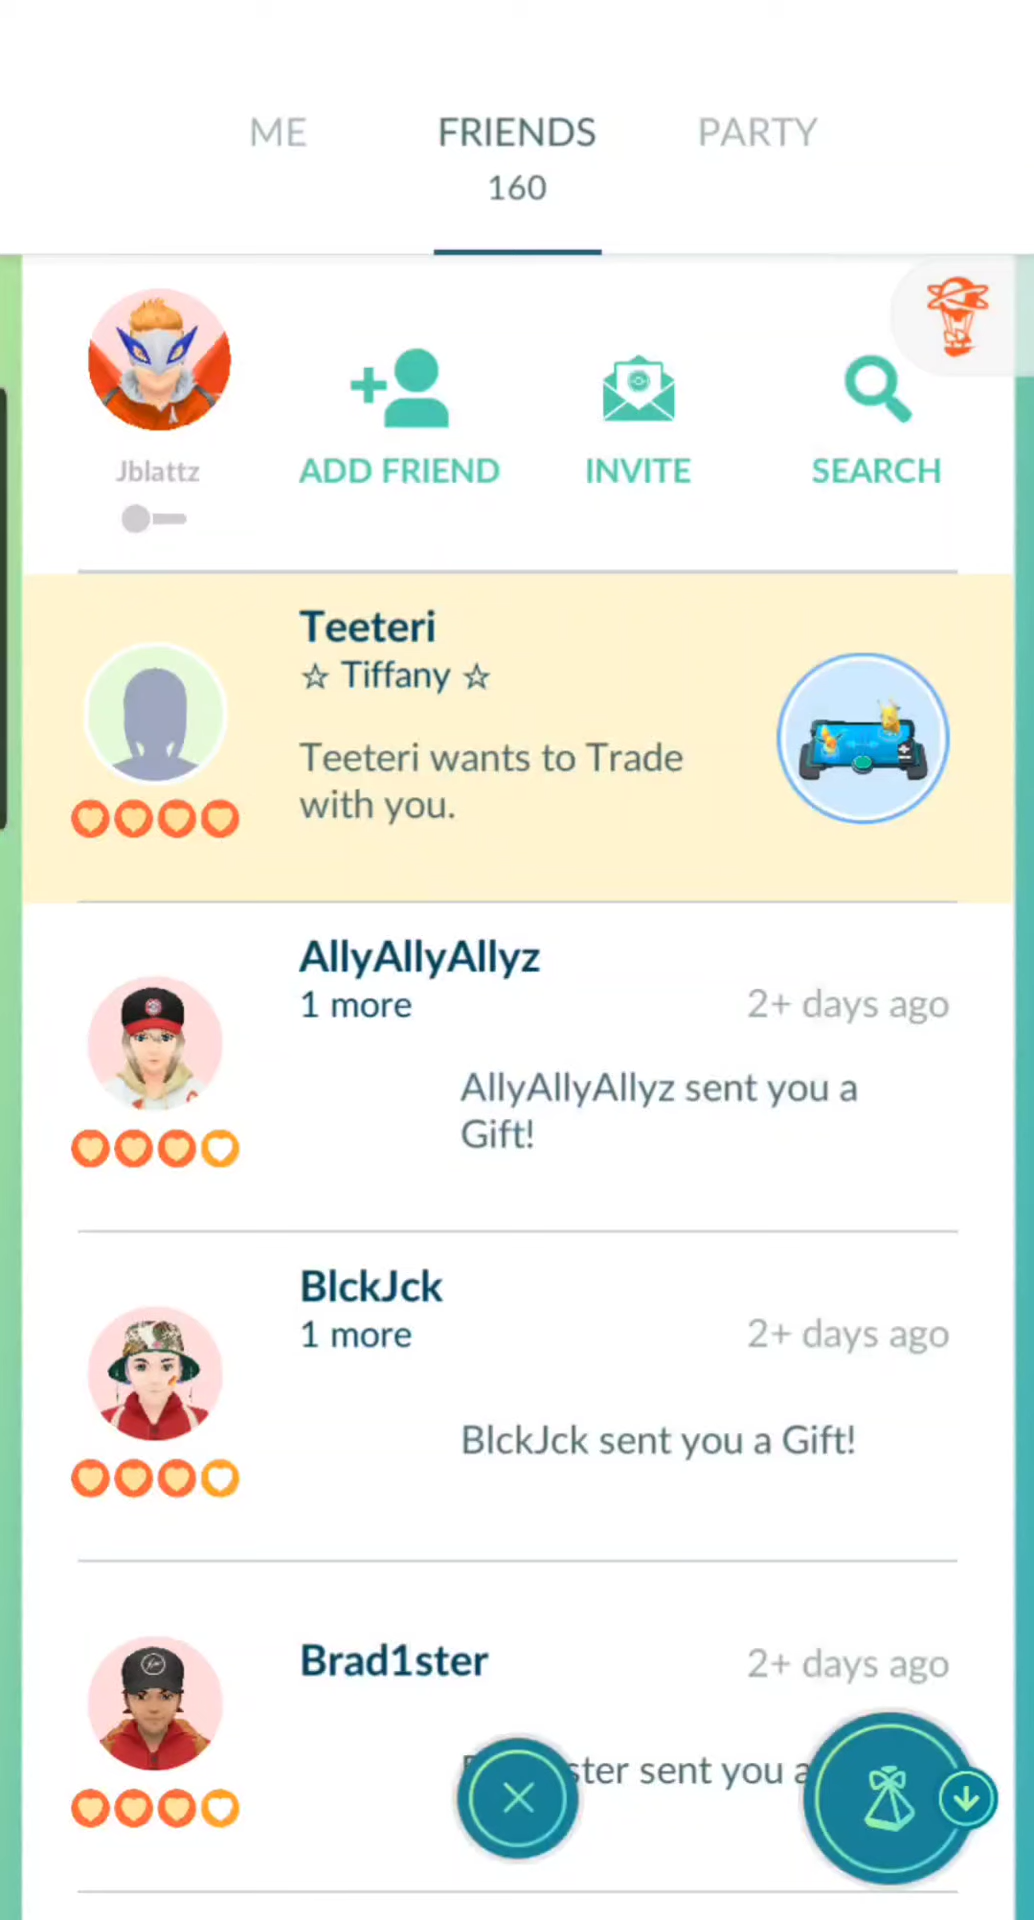 ME FRIENDS PARTY
160
Jblattz
ADD FRIEND INVITE SEARCH
Teeteri
☆ Tiffany ☆
Teeteri wants to Trade
with you.
AllyAllyAllyz
1 more 2+ days ago
AllyAllyAllyz sent you a
Gift!
BlckJck
1 more 2+ days ago
BlckJck sent you a Gift!
Brad1ster 2+ days ago
sent you a